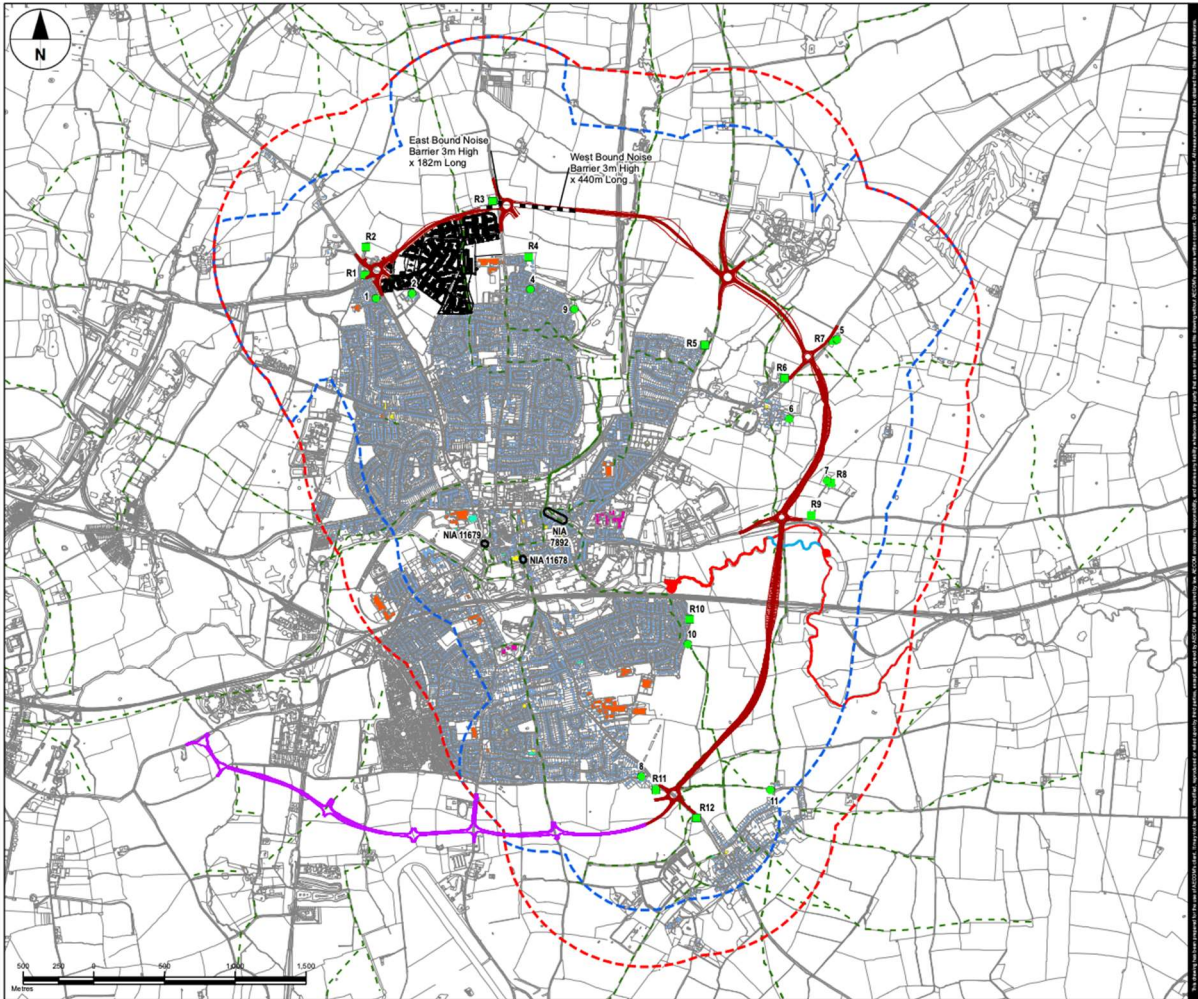 N
East Bound Noise
Barrier 3m High
x 182m Long
West Bound Noise
Barrier 3m High
x 440m Long
R3
R2
R4
R1
1
2
4
9
R5
R7
5
R6
6
7
R8
R9
NIA 11679
NIA
7892
NIA 11678
R10
10
8
R11
R12
11
500 250 0 500 1,000 1,500
Metres